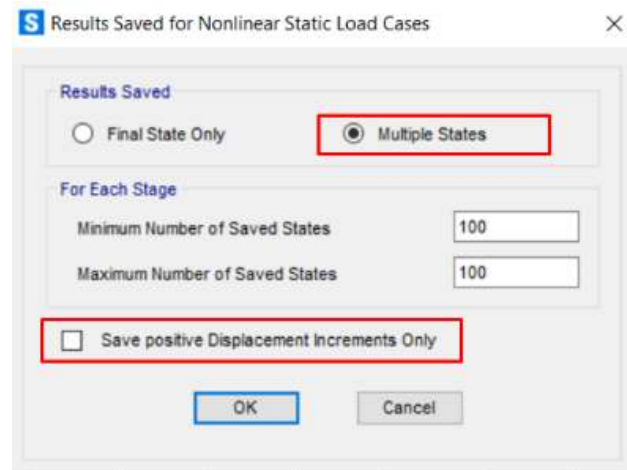 S Results Saved for Nonlinear Static Load Cases
Results Saved
Final State Only Multiple States
For Each Stage
Minimum Number of Saved States 100
Maximum Number of Saved States 100
Save positive Displacement Increments Only
OK Cancel